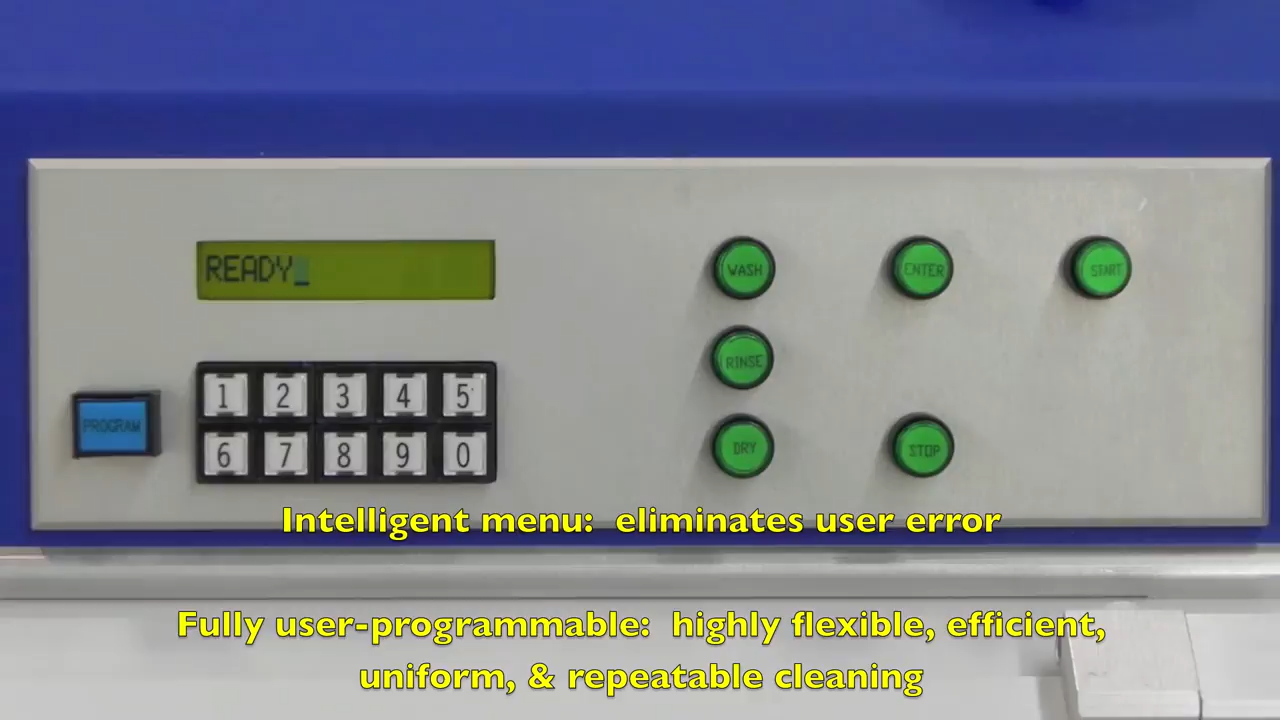 READY_
WASH
ENTER
START
RINSE
PROGRAM
1 2 3 4 5
6 7 8 9 0
DRY
STOP
Intelligent menu: eliminates user error
Fully user-programmable: highly flexible, efficient,
uniform, & repeatable cleaning